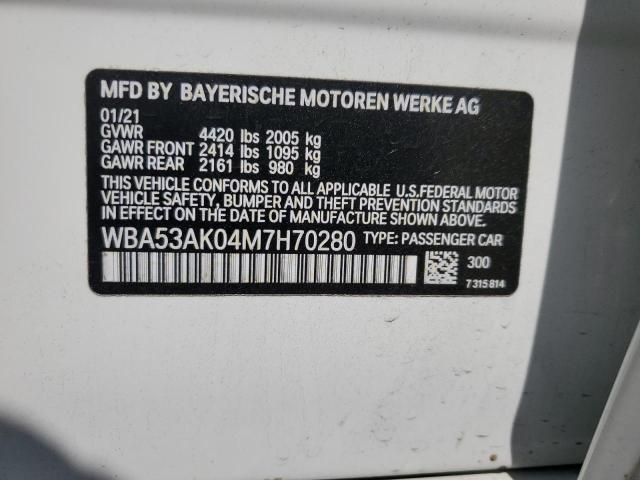 MFD BY BAYERISCHE MOTOREN WERKE AG
01/21
GVWR 4420 lbs 2005 kg
GAWR FRONT 2414 lbs 1095 kg
GAWR REAR 2161 lbs 980 kg
THIS VEHICLE CONFORMS TO ALL APPLICABLE U.S.FEDERAL MOTOR
VEHICLE SAFETY, BUMPER AND THEFT PREVENTION STANDARDS
IN EFFECT ON THE DATE OF MANUFACTURE SHOWN ABOVE.
WBA53AK04M7H70280 TYPE: PASSENGER CAR
300
7315814